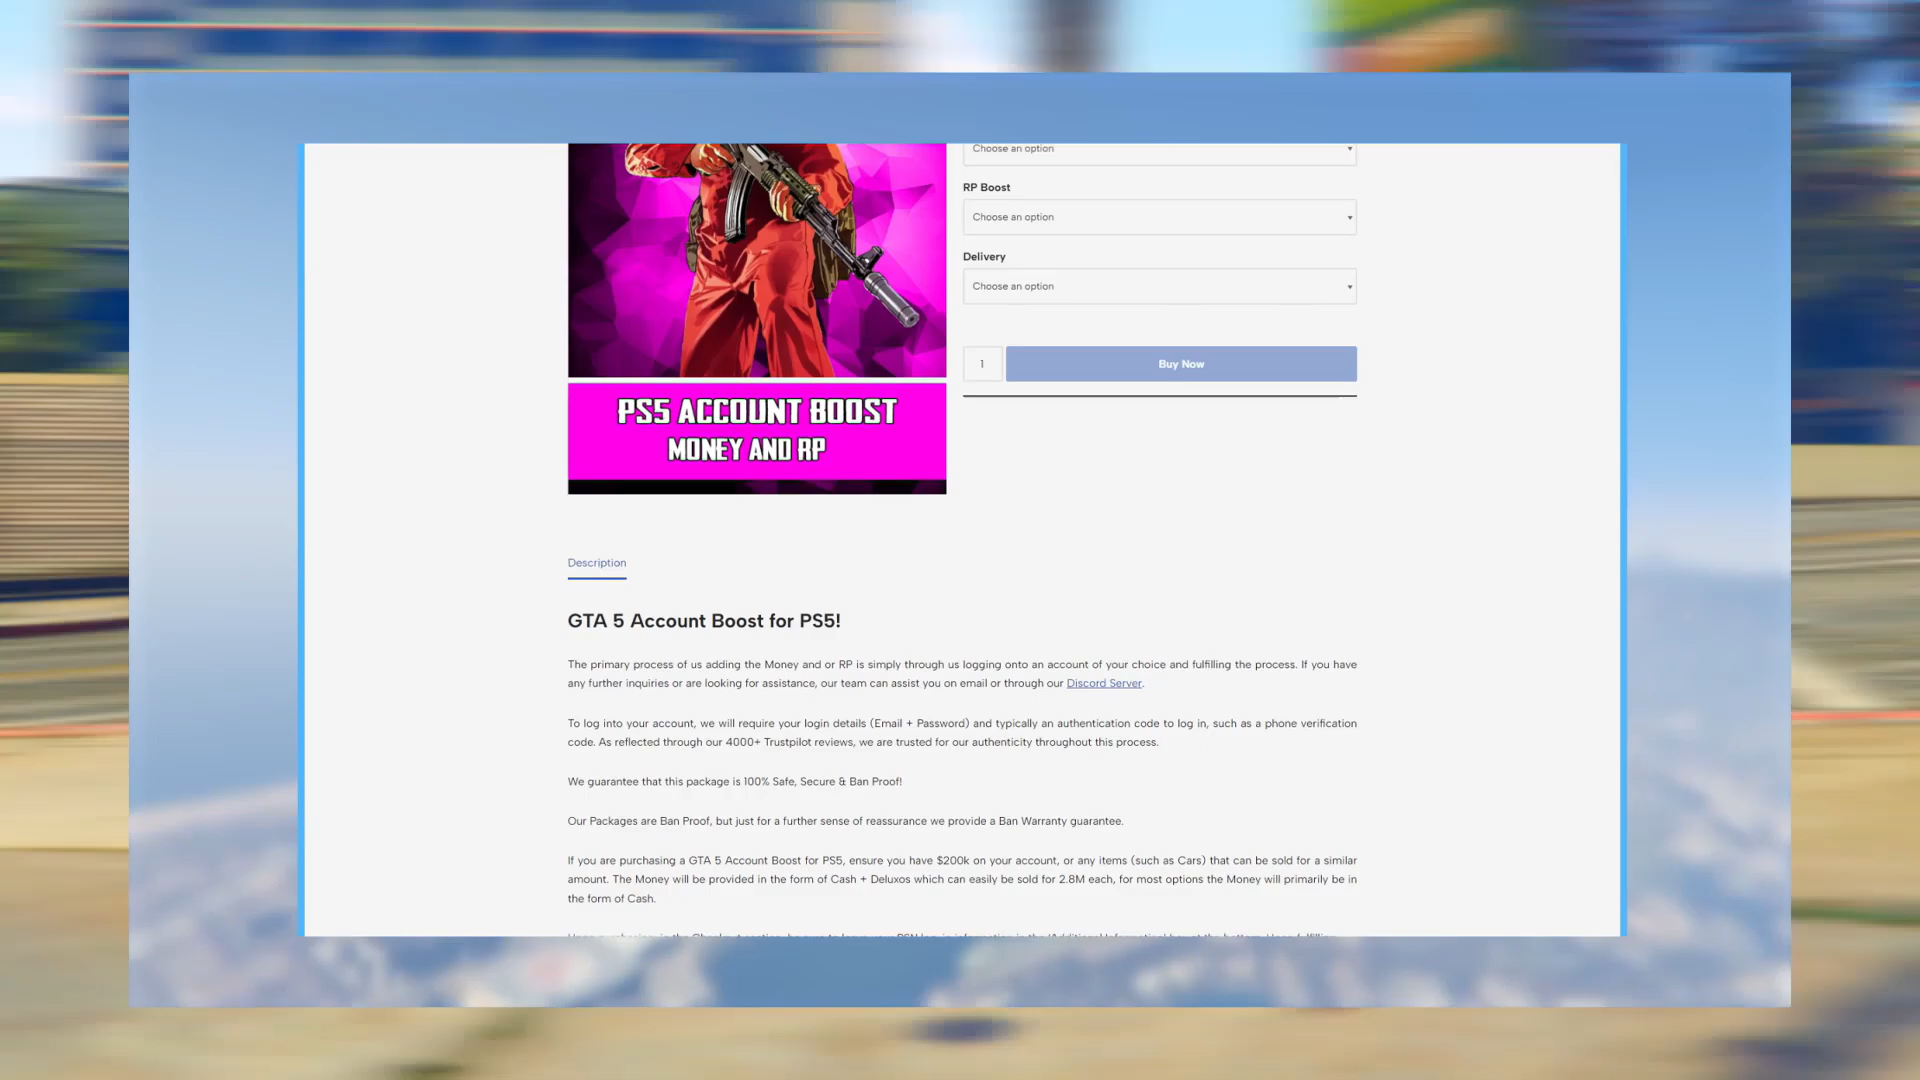 Choose an option
RP Boost
Choose an option
Delivery
Choose an option
1
Buy Now
PS5 ACCOUNT BOOST
MONEY AND RP
Description
GTA 5 Account Boost for PS5!
The primary process of us adding the Money and or RP is simply through us logging onto an account of your choice and fulfilling the process. If you have
any further inquiries or are looking for assistance, our team can assist you on email or through our Discord Server.
To log into your account, we will require your login details (Email + Password) and typically an authentication code to log in, such as a phone verification
code. As reflected through our 4000+ Trustpilot reviews, we are trusted for our authenticity throughout this process.
We guarantee that this package is 100% Safe, Secure & Ban Proof!
Our Packages are Ban Proof, but just for a further sense of reassurance we provide a Ban Warranty guarantee.
If you are purchasing a GTA 5 Account Boost for PS5, ensure you have $200k on your account, or any items (such as Cars) that can be sold for a similar
amount. The Money will be provided in the form of Cash + Deluxos which can easily be sold for 2.8M each, for most options the Money will primarily be in
the form of Cash.